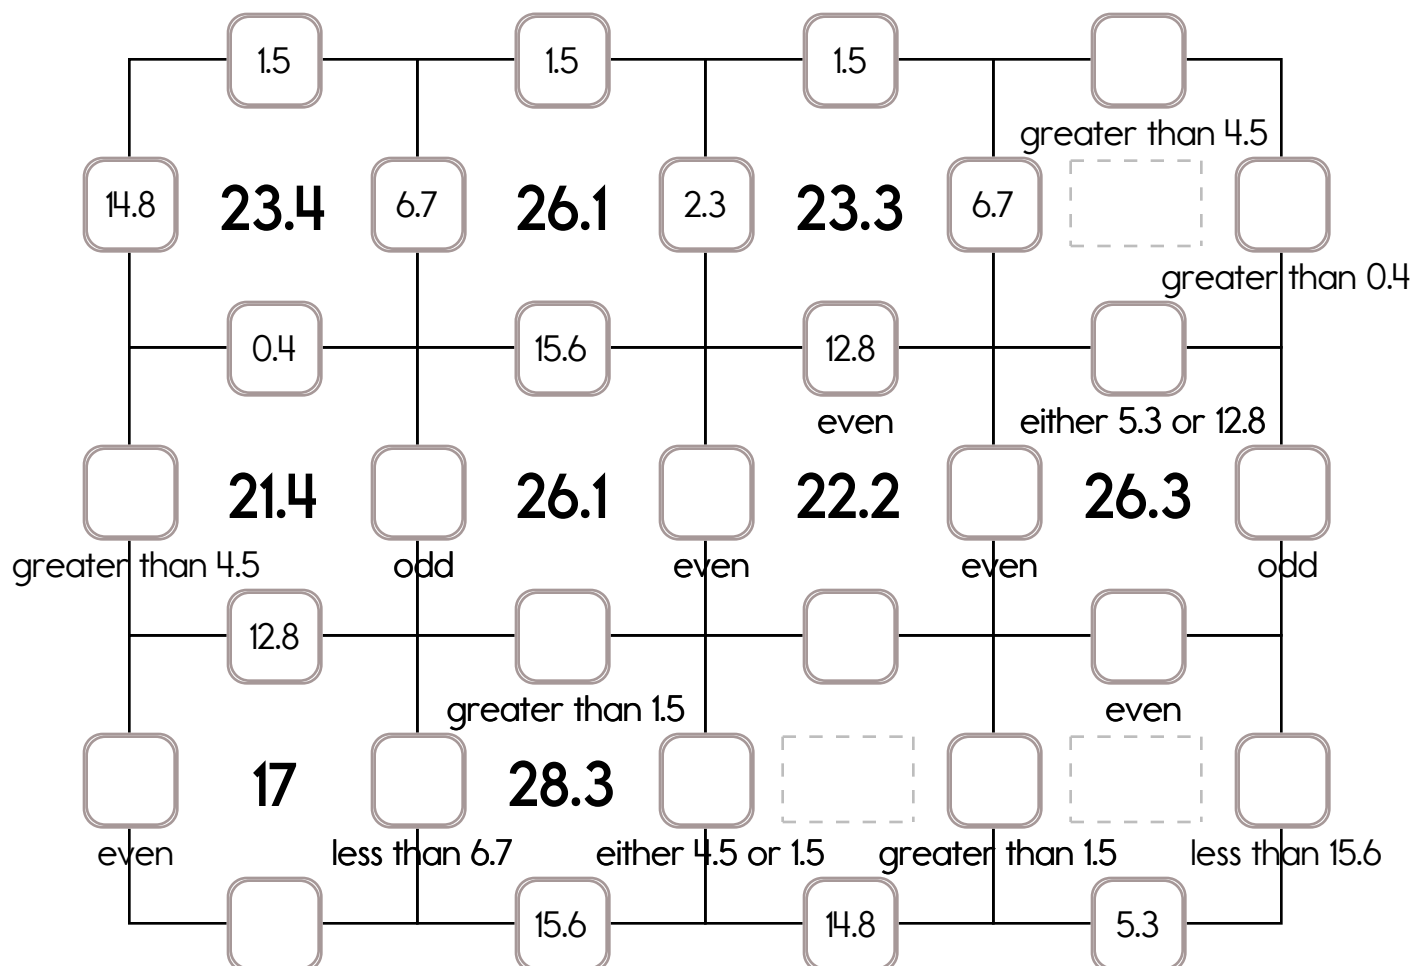 1.5 1.5 1.5
greater than 4.5
14.8 23.4 6.7 26.1 2.3 23.3 6.7
greater than 0.4
0.4 15.6 12.8
even either 5.3 or 12.8
21.4 26.1 22.2 26.3
greater than 4.5 odd even even odd
12.8
greater than 1.5 even
17 28.3
even less than 6.7 either 4.5 or 1.5 greater than 1.5 less than 15.6
15.6 14.8 5.3